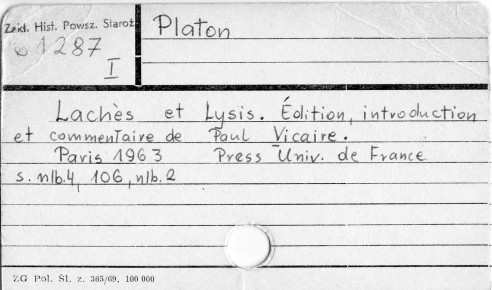 Zakł. Hist. Powsz. Staroż.
Platon
61287
I
Lachès et Lysis. Édition, introduction
et commentaire de Paul Vicaire.
Paris 1963 Press Univ. de France
s. nlb.4, 106, nlb.2
ZG Pol. Śl. z. 365/69, 100 000